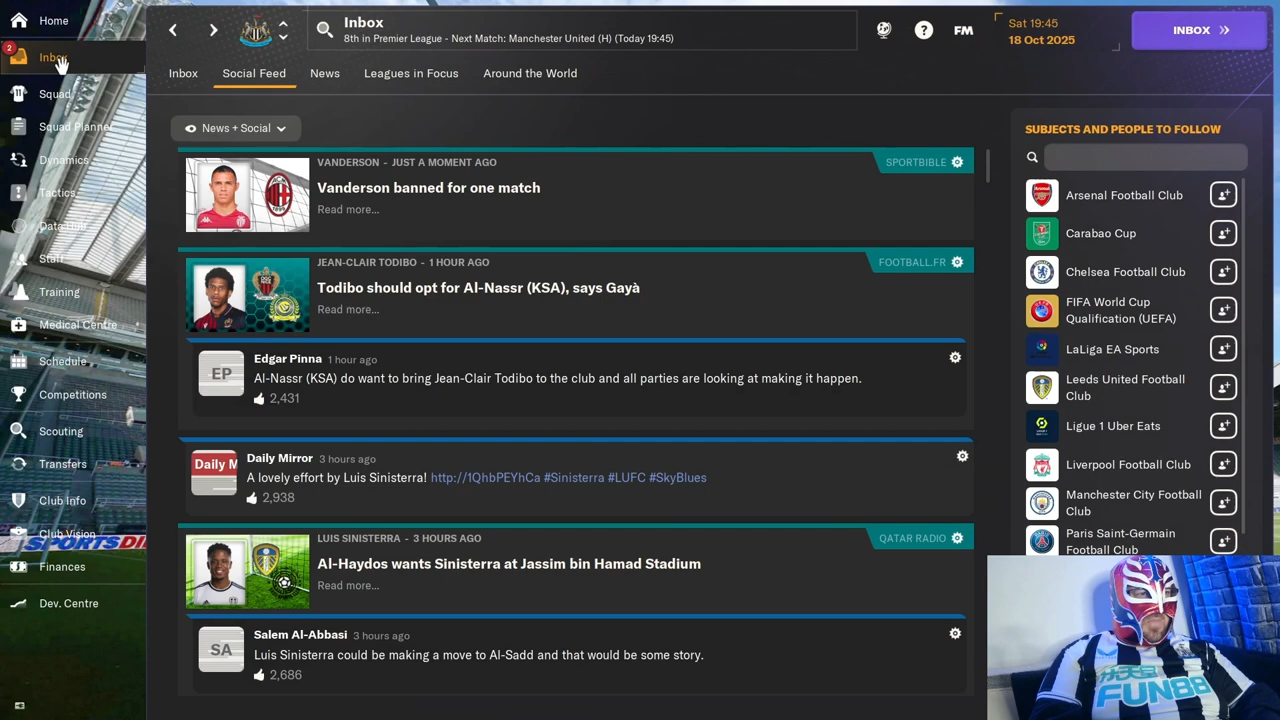 Home
2
Inbox
Squad
Squad Planner
Dynamics
Tactics
Data Hub
Staff
Training
Medical Centre
Schedule
Competitions
Scouting
Transfers
Club Info
Club Vision
SPORTS DIRECT
Finances
Dev. Centre
Inbox
8th in Premier League - Next Match: Manchester United (H) (Today 19:45)
?
FM
Sat 19:45
18 Oct 2025
INBOX
Inbox
Social Feed
News
Leagues in Focus
Around the World
News + Social
VANDERSON - JUST A MOMENT AGO
SPORTBIBLE
Vanderson banned for one match
Read more...
JEAN-CLAIR TODIBO - 1 HOUR AGO
FOOTBALL.FR
Todibo should opt for Al-Nassr (KSA), says Gayà
Read more...
EP
Edgar Pinna 1 hour ago
Al-Nassr (KSA) do want to bring Jean-Clair Todibo to the club and all parties are looking at making it happen.
2,431
Daily M
Daily Mirror 3 hours ago
A lovely effort by Luis Sinisterra! http://1QhbPEYhCa #Sinisterra #LUFC #SkyBlues
2,938
LUIS SINISTERRA - 3 HOURS AGO
QATAR RADIO
Al-Haydos wants Sinisterra at Jassim bin Hamad Stadium
Read more...
SA
Salem Al-Abbasi 3 hours ago
Luis Sinisterra could be making a move to Al-Sadd and that would be some story.
2,686
SUBJECTS AND PEOPLE TO FOLLOW
Arsenal Football Club
Carabao Cup
Chelsea Football Club
FIFA World Cup
Qualification (UEFA)
LaLiga EA Sports
Leeds United Football
Club
Ligue 1 Uber Eats
Liverpool Football Club
Manchester City Football
Club
Paris Saint-Germain
Football Club
FUN88